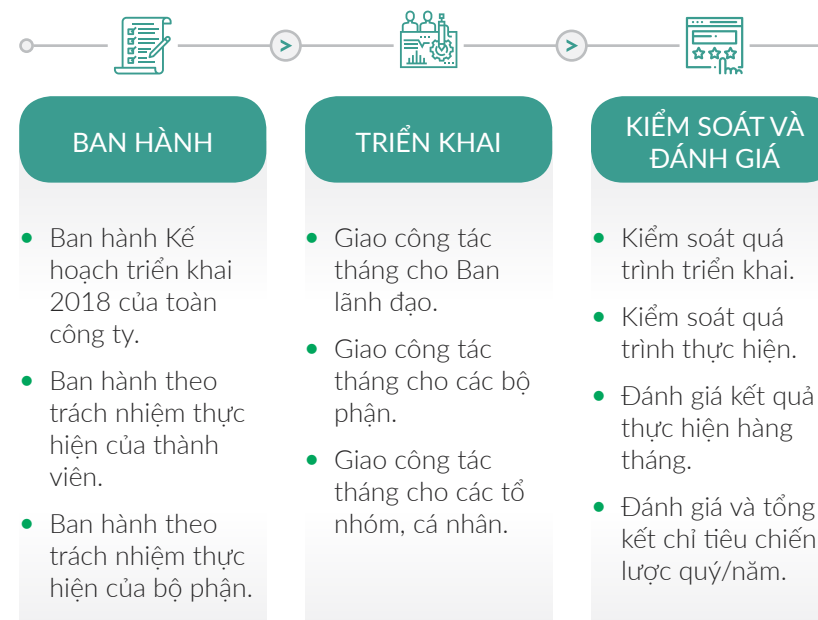 BAN HÀNH
Ban hành Kế
hoạch triển khai
2018 của toàn
công ty.
Ban hành theo
trách nhiệm thực
hiện của thành
viên.
Ban hành theo
trách nhiệm thực
hiện của bộ phận.
TRIỂN KHAI
Giao công tác
tháng cho Ban
lãnh đạo.
Giao công tác
tháng cho các bộ
phận.
Giao công tác
tháng cho các tổ
nhóm, cá nhân.
KIỂM SOÁT VÀ
ĐÁNH GIÁ
Kiểm soát quá
trình triển khai.
Kiểm soát quá
trình thực hiện.
Đánh giá kết quả
thực hiện hàng
tháng.
Đánh giá và tổng
kết chỉ tiêu chiến
lược quý/năm.